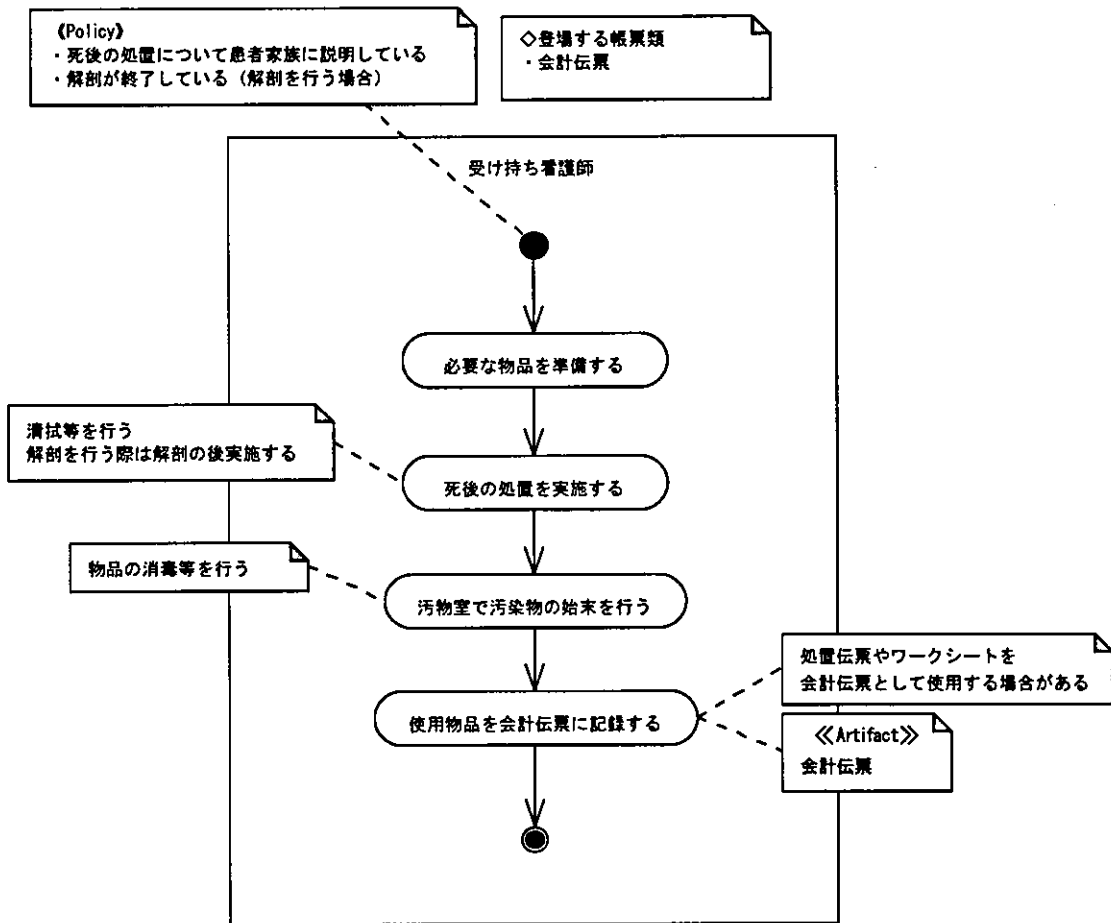 《Policy》
・死後の処置について患者家族に説明している
・解剖が終了している（解剖を行う場合）
◇登場する帳票類
・会計伝票
受け持ち看護師
必要な物品を準備する
清拭等を行う
解剖を行う際は解剖の後実施する
死後の処置を実施する
物品の消毒等を行う
汚物室で汚染物の始末を行う
処置伝票やワークシートを
会計伝票として使用する場合がある
使用物品を会計伝票に記録する
≪Artifact≫
会計伝票